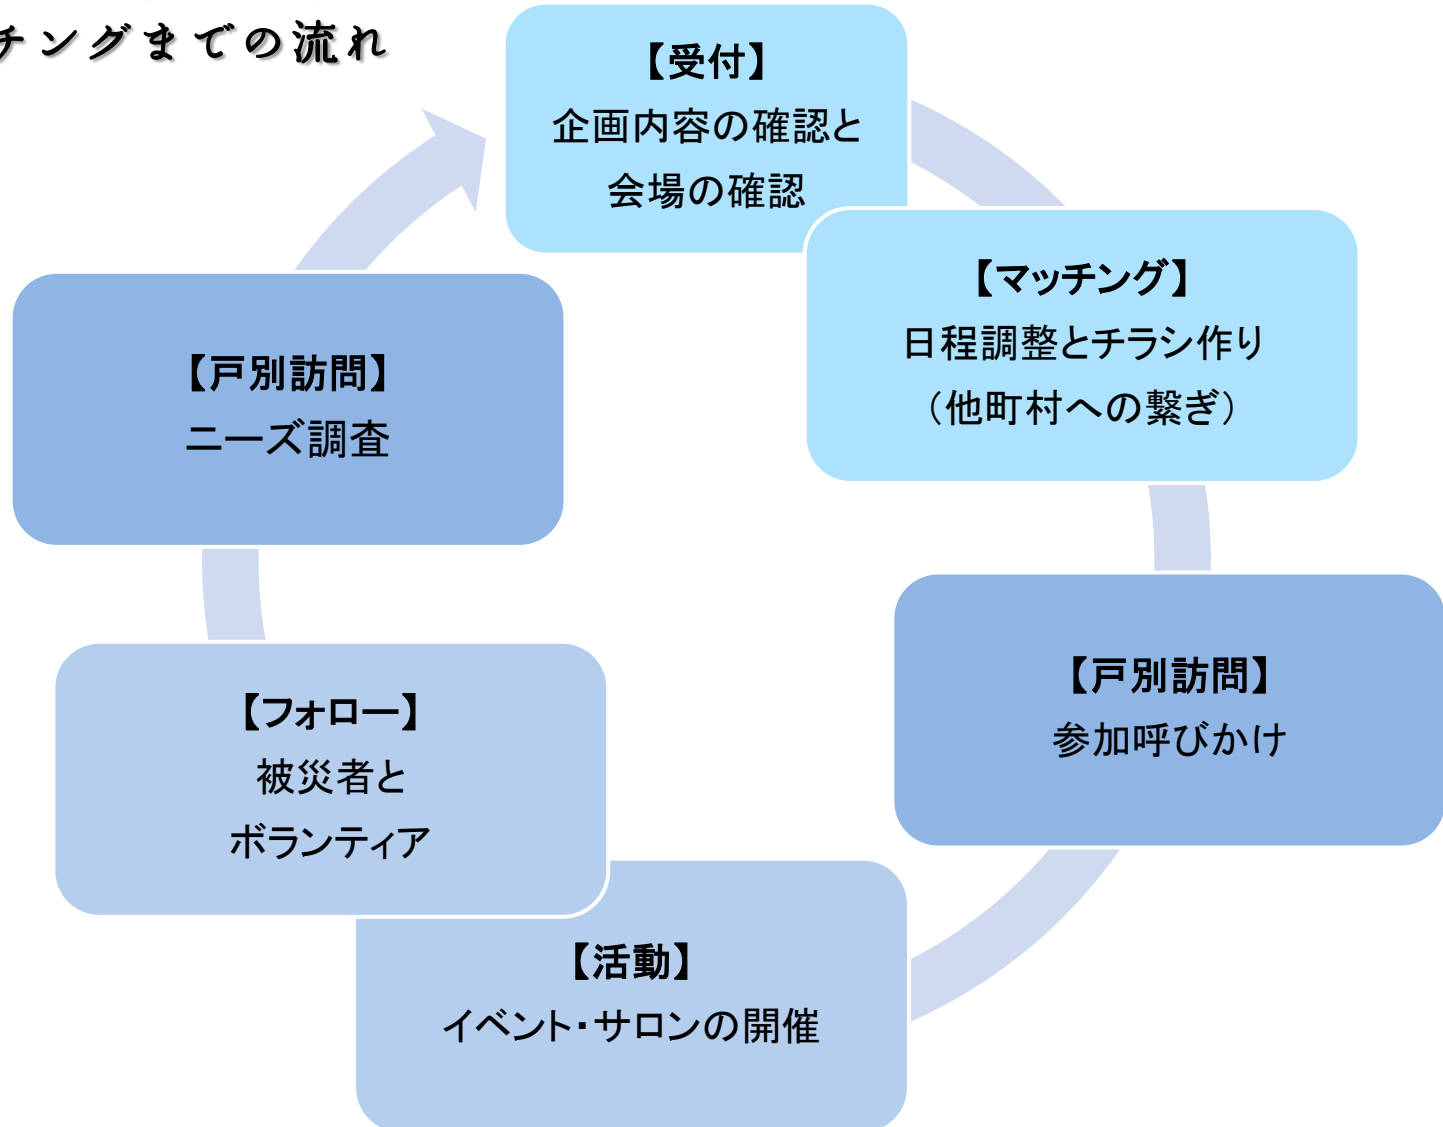 チングまでの流れ
【受付】
企画内容の確認と
会場の確認
【マッチング】
日程調整とチラシ作り
（他町村への繋ぎ）
【戸別訪問】
参加呼びかけ
【活動】
イベント・サロンの開催
【フォロー】
被災者と
ボランティア
【戸別訪問】
ニーズ調査